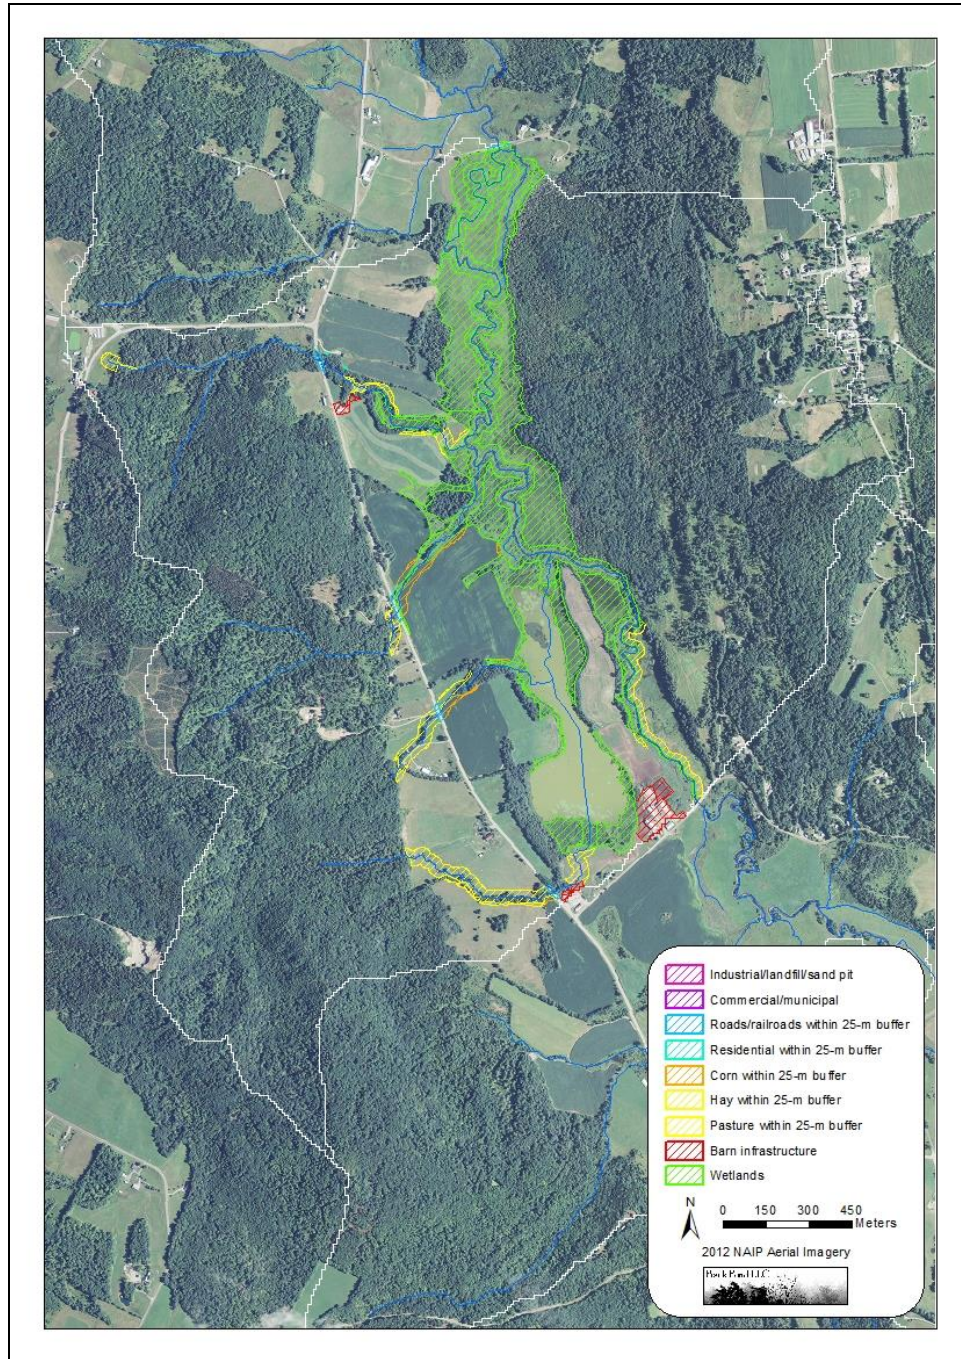 Industrial/landfill/sand pit
Commercial/municipal
Roads/railroads within 25-m buffer
Residential within 25-m buffer
Corn within 25-m buffer
Hay within 25-m buffer
Pasture within 25-m buffer
Barn infrastructure
Wetlands
N
0 150 300 450
Meters
2012 NAIP Aerial Imagery
LLC